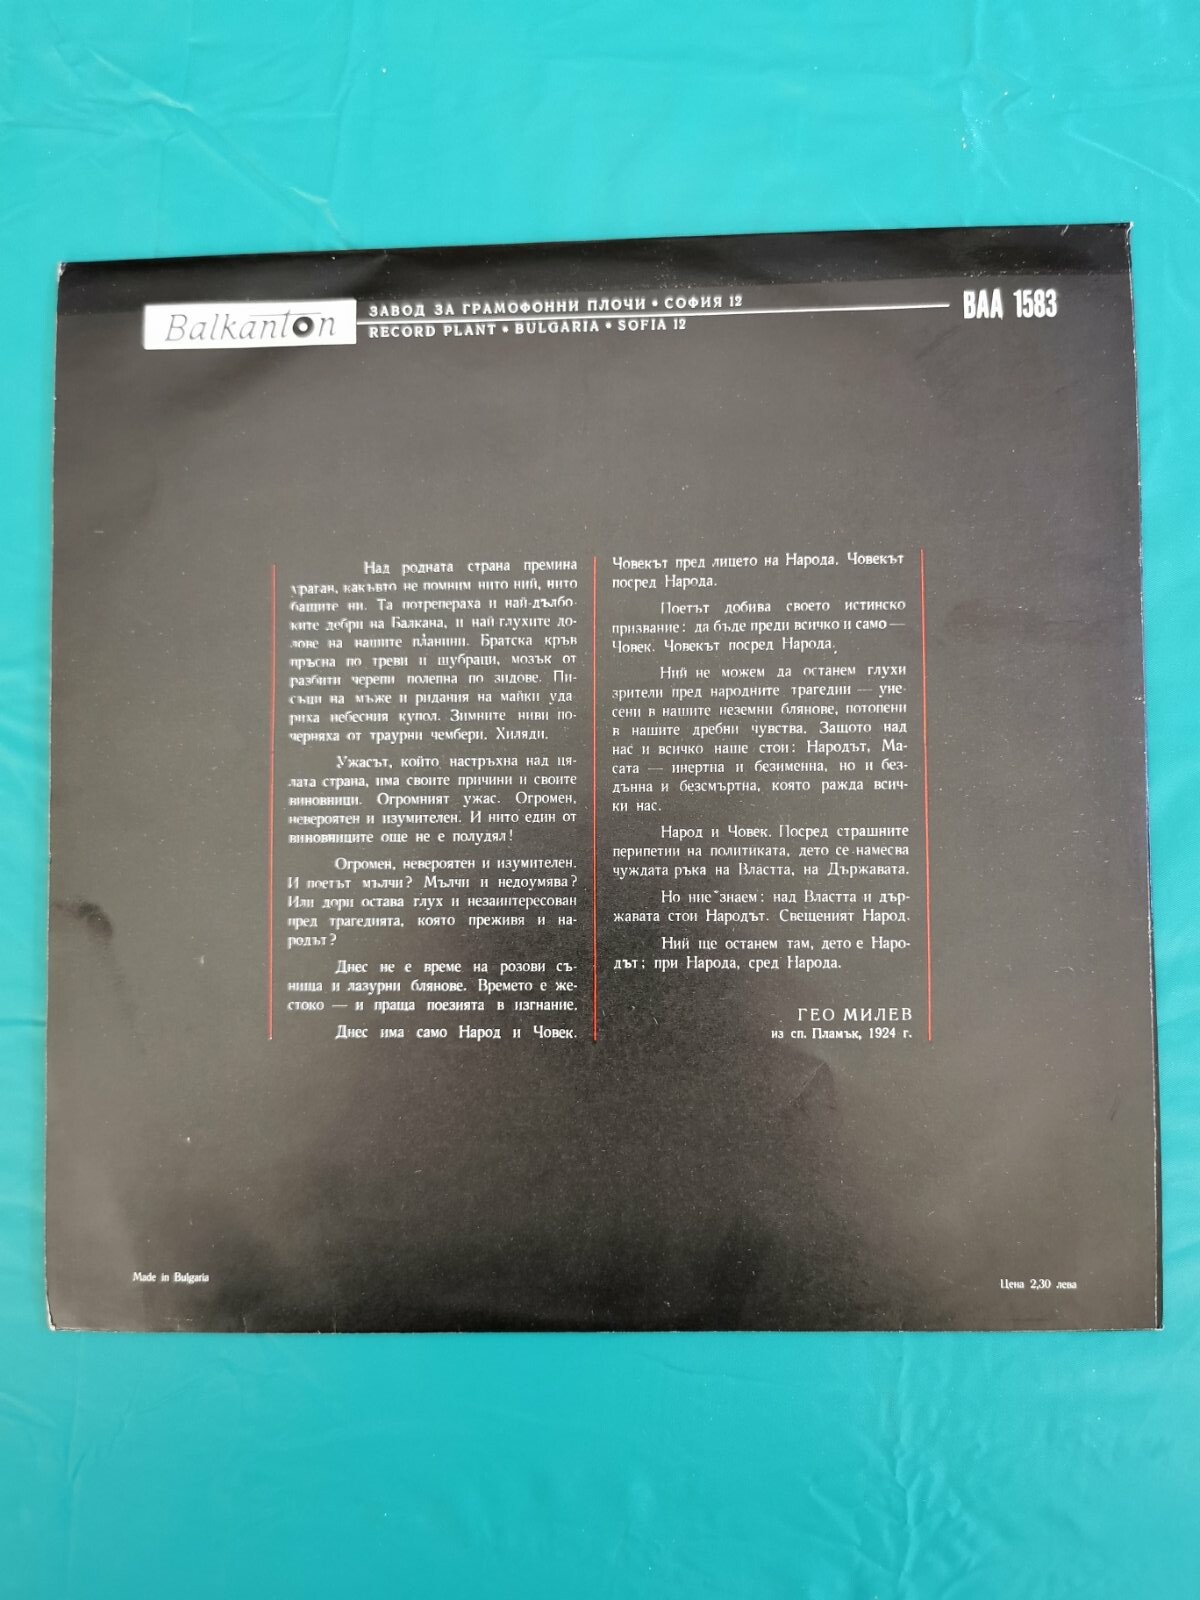 Balkanton
ЗАВОД ЗА ГРАМОФОННИ ПЛОЧИ • СОФИЯ 12
RECORD PLANT • BULGARIA • SOFIA 12
ВАА 1583
Над родната страна премина
ураган, какъвто не помним нито ний, нито
бащите ни. Та потрепераха и най-дълбо-
ките дебри на Балкана, и най глухите до-
лове на нашите планини. Братска кръв
пръсна по треви и шубраци, мозък от
разбити черепи полепна по зидове. Пи-
съци на мъже и ридания на майки уда
риха небесния купол. Зимните ниви по-
черняха от траурни чембери. Хиляди.
Ужасът, който настръхна над ця-
лата страна, има своите причини и своите
виновници. Огромният ужас. Огромен,
невероятен и изумителен. И нито един от
виновниците още не е полудял!
Огромен, невероятен и изумителен.
И поетът мълчи? Мълчи и недоумява?
Или дори остава глух и незаинтересован
пред трагедията, която преживя и на-
родът?
Днес не е време на розови съ-
нища и лазурни блянове. Времето е же-
стоко — и праща поезията в изгнание.
Днес има само Народ и Човек.
Човекът пред лицето на Народа. Човекът
посред Народа.
Поетът добива своето истинско
призвание: да бъде преди всичко и само —
Човек. Човекът посред Народа.
Ний не можем да останем глухи
зрители пред народните трагедии — уне-
сени в нашите неземни блянове, потопени
в нашите дребни чувства. Защото над
нас и всичко наше стои: Народът, Ма-
сата — инертна и безименна, но и без-
дънна и безсмъртна, която ражда всич-
ки нас.
Народ и Човек. Посред страшните
перипетии на политиката, дето се намесва
чуждата ръка на Властта, на Държавата.
Но ние знаем: над Властта и дър-
жавата стои Народът. Свещеният Народ.
Ний ще останем там, дето е Наро-
дът; при Народа, сред Народа.
ГЕО МИЛЕВ
из сп. Пламък, 1924 г.
Made in Bulgaria
Цена 2,30 лева